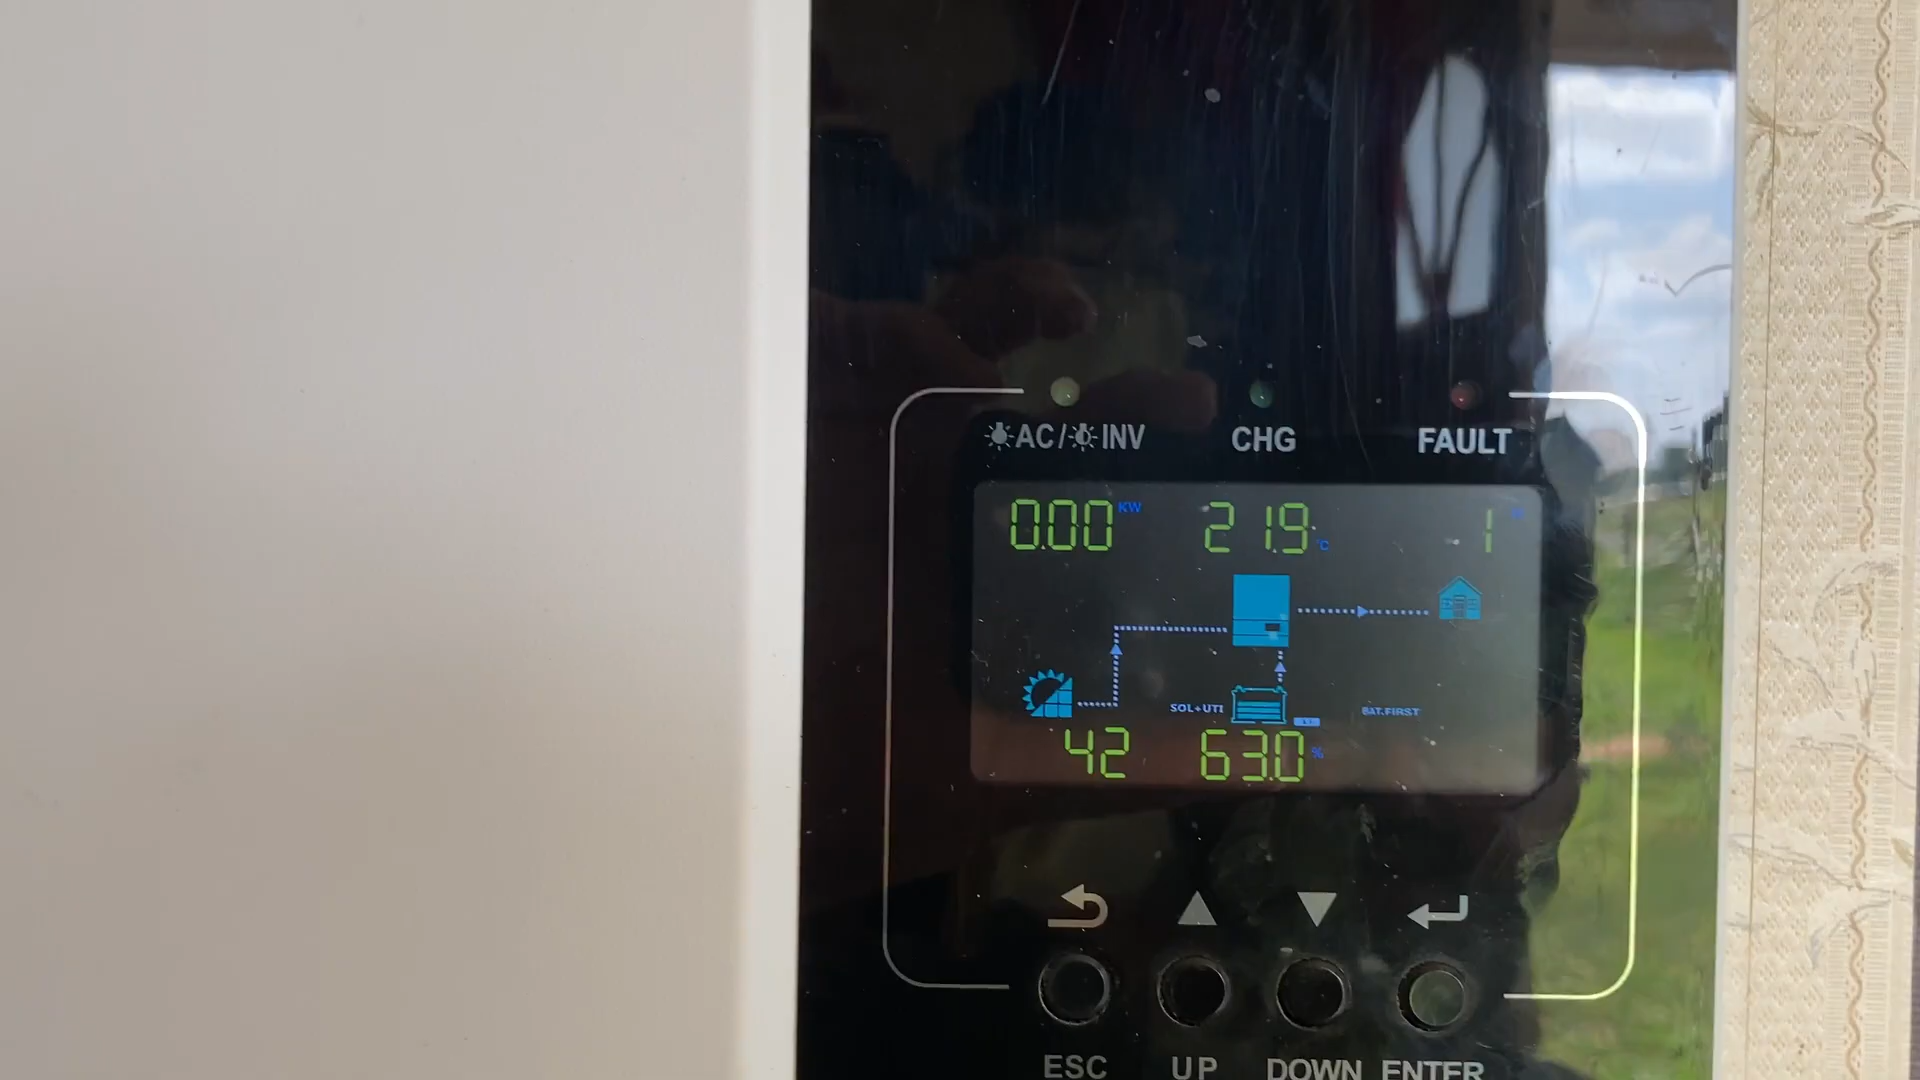 AC/ INV CHG FAULT
0.00 KW 21.9 °C 1
SOL+UTI BAT.FIRST
42 63.0 %
ESC UP DOWN ENTER